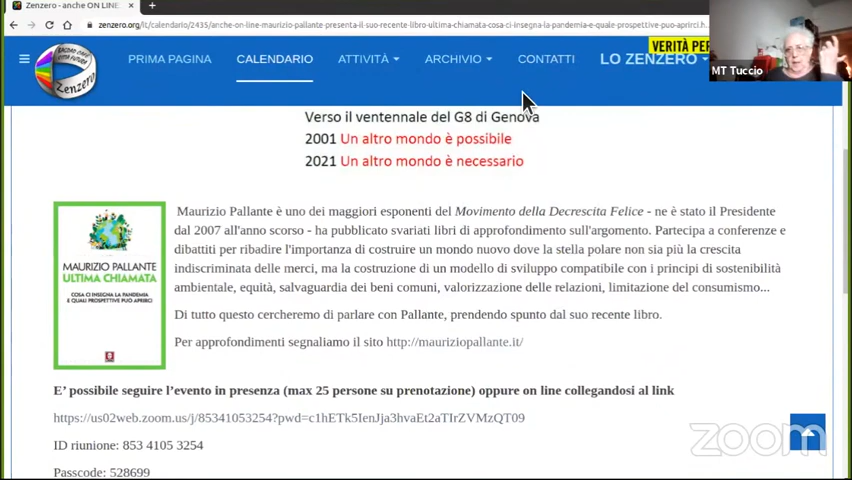 Zenzero - anche ON LINE
zenzero.org/it/calendario/2435/anche-on-line-maurizio-pallante-presenta-il-suo-recente-libro-ultima-chiamata-cosa-ci-insegna-la-pandemia-e-quale-prospettive-puo-aprirci.h...
Zenzero
PRIMA PAGINA
CALENDARIO
ATTIVITÀ
ARCHIVIO
CONTATTI
LO ZENZERO
VERITÀ PER
MT Tuccio
Verso il ventennale del G8 di Genova
2001 Un altro mondo è possibile
2021 Un altro mondo è necessario
MAURIZIO PALLANTE
ULTIMA CHIAMATA
COSA CI INSEGNA LA PANDEMIA
E QUALI PROSPETTIVE PUÒ APRIRCI
Maurizio Pallante è uno dei maggiori esponenti del Movimento della Decrescita Felice - ne è stato il Presidente
dal 2007 all'anno scorso - ha pubblicato svariati libri di approfondimento sull'argomento. Partecipa a conferenze e
dibattiti per ribadire l'importanza di costruire un mondo nuovo dove la stella polare non sia più la crescita
indiscriminata delle merci, ma la costruzione di un modello di sviluppo compatibile con i principi di sostenibilità
ambientale, equità, salvaguardia dei beni comuni, valorizzazione delle relazioni, limitazione del consumismo...
Di tutto questo cercheremo di parlare con Pallante, prendendo spunto dal suo recente libro.
Per approfondimenti segnaliamo il sito http://mauriziopallante.it/
E' possibile seguire l'evento in presenza (max 25 persone su prenotazione) oppure on line collegandosi al link
https://us02web.zoom.us/j/85341053254?pwd=c1hETk5IenJja3hvaEt2aTIrZVMzQT09
ID riunione: 853 4105 3254
Passcode: 528699
zoom